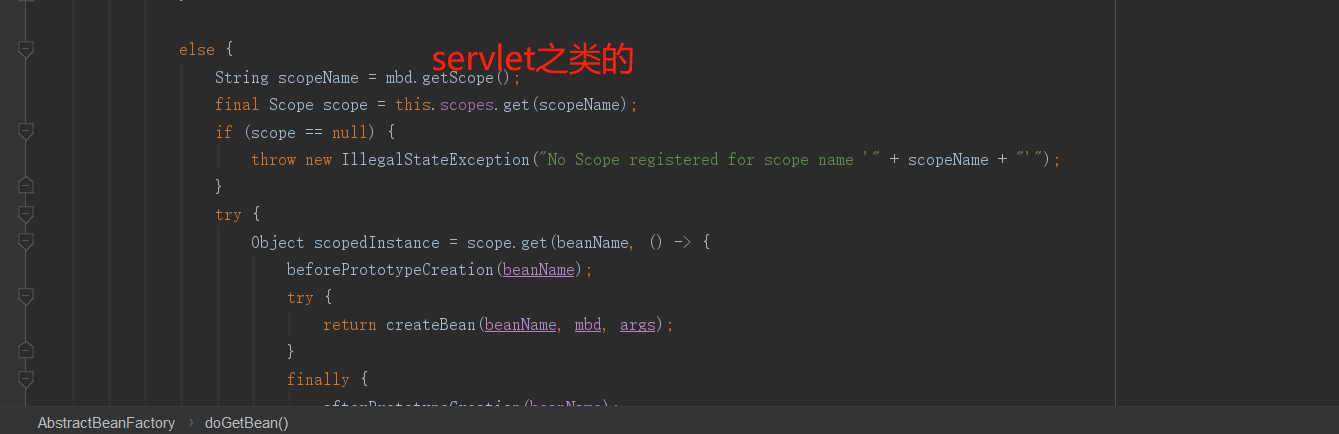 else {
servlet之类的
String scopeName = mbd.getScope();
final Scope scope = this.scopes.get(scopeName);
if (scope == null) {
throw new IllegalStateException("No Scope registered for scope name '" + scopeName + "'");
}
try {
Object scopedInstance = scope.get(beanName, () -> {
beforePrototypeCreation(beanName);
try {
return createBean(beanName, mbd, args);
}
finally {
afterPrototypeCreation(beanName);
AbstractBeanFactory › doGetBean()